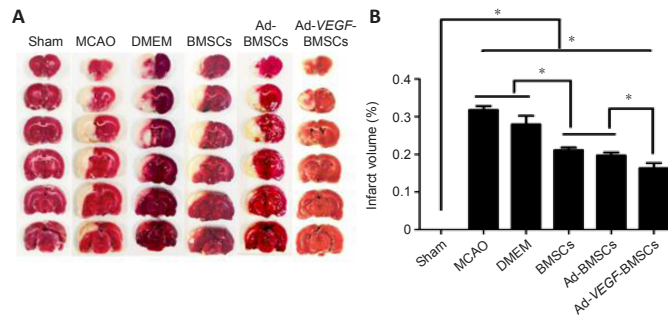 A
Sham
MCAO
DMEM
BMSCs
Ad-
BMSCs
Ad-VEGF-
BMSCs
B
*
*
*
*
Infarct volume (%)
0.4
0.3
0.2
0.1
0
Sham
MCAO
DMEM
BMSCs
Ad-BMSCs
Ad-VEGF-BMSCs